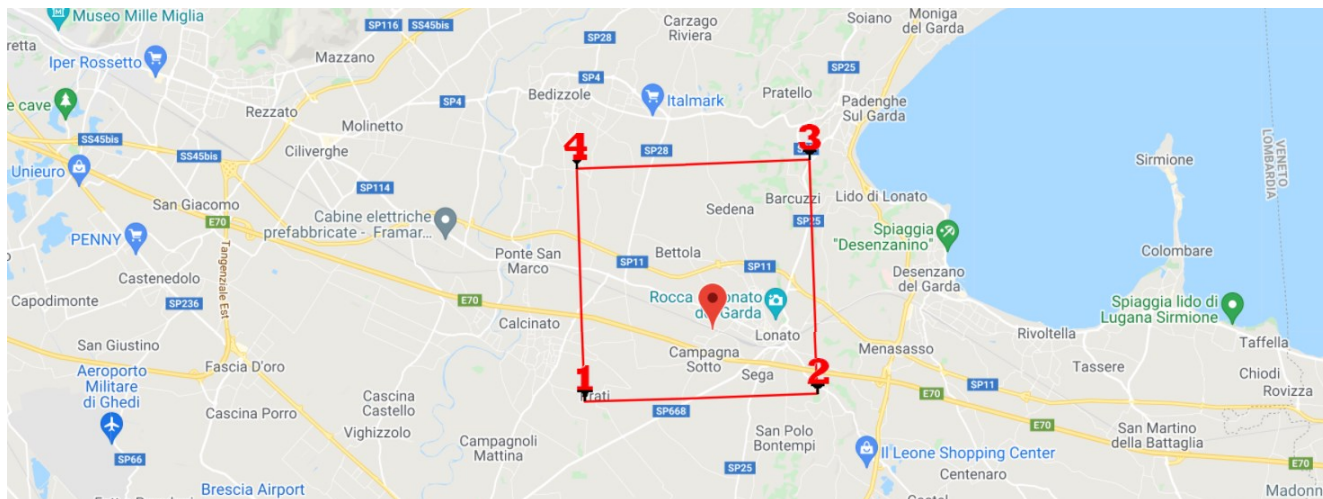 Museo Mille Miglia
SP116
SS45bis
Carzago
Riviera
Soiano
Moniga
del Garda
retta
Iper Rossetto
Mazzano
SP28
SP4
SP25
e cave
Rezzato
SP4
Bedizzole
Italmark
Pratello
Padenghe
Sul Garda
SS45bis
Molinetto
4
3
VENETO
LOMBARDIA
Unieuro
SS45bis
Ciliverghe
SP28
Sirmione
SP114
San Giacomo
E70
Cabine elettriche
prefabbricate - Framar...
Sedena
Barcuzzi
Lido di Lonato
SP25
PENNY
Tangenziale Est
Ponte San
Marco
Bettola
SP11
SP11
Spiaggia
"Desenzanino"
Colombare
Castenedolo
Desenzano
del Garda
Capodimonte
SP236
E70
Calcinato
Rocca
onato
Garda
Lonato
Spiaggia lido di
Lugana Sirmione
Rivoltella
San Giustino
Fascia D'oro
Campagna
Sotto
Menasasso
Tassere
Taffella
Aeroporto
Militare
di Ghedi
1
Prati
Sega
2
SP11
Chiodi
Rovizza
Cascina Porro
Cascina
Castello
SP668
E70
San Martino
della Battaglia
Vighizzolo
Campagnoli
Mattina
San Polo
Bontempi
SP66
SP25
Il Leone Shopping Center
Centenaro
E70
Brescia Airport
Madonn